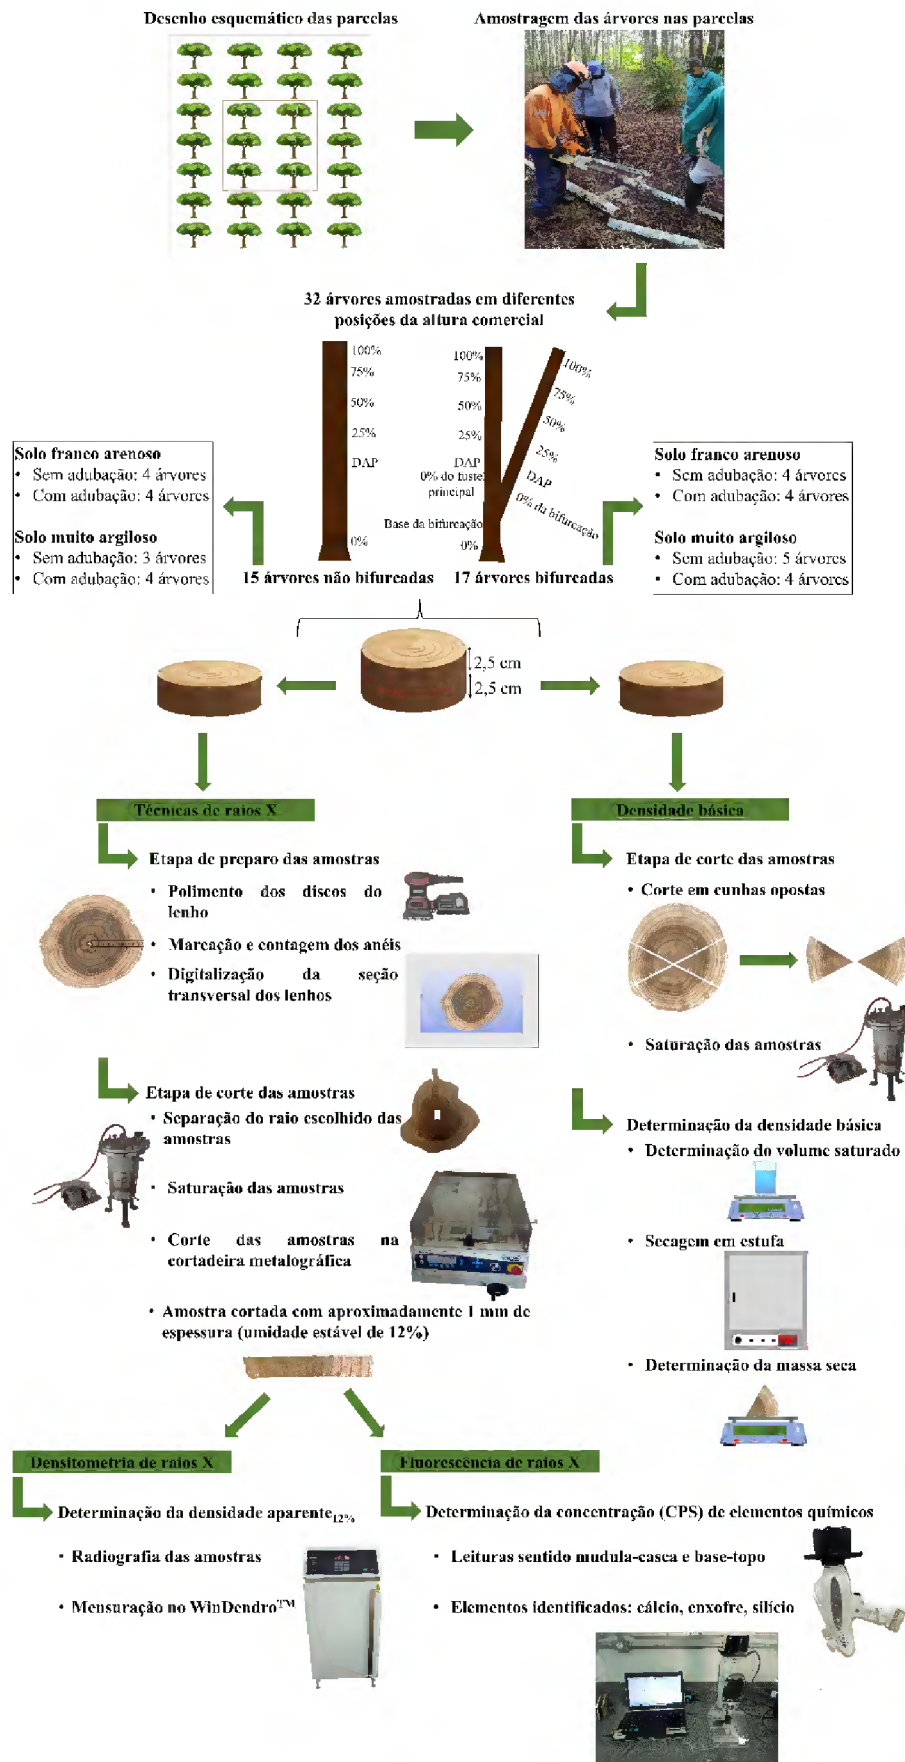 Desenho esquemático das parcelas
Amostragem das árvores nas parcelas
32 árvores amostradas em diferentes
posições da altura comercial
100%
75%
50%
25%
DAP
0%
100%
75%
50%
25%
DAP
0% do fuste
principal
Base da bifurcação
0%
100%
75%
50%
25%
DAP
0% da bifurcação
Solo franco arenoso
• Sem adubação: 4 árvores
• Com adubação: 4 árvores
Solo muito argiloso
• Sem adubação: 3 árvores
• Com adubação: 4 árvores
Solo franco arenoso
• Sem adubação: 4 árvores
• Com adubação: 4 árvores
Solo muito argiloso
• Sem adubação: 5 árvores
• Com adubação: 4 árvores
15 árvores não bifurcadas
17 árvores bifurcadas
2,5 cm
2,5 cm
Técnicas de raios X
Etapa de preparo das amostras
• Polimento dos discos do
lenho
• Marcação e contagem dos anéis
• Digitalização da seção
transversal dos lenhos
Etapa de corte das amostras
• Separação do raio escolhido das
amostras
• Saturação das amostras
• Corte das amostras na
cortadeira metalográfica
• Amostra cortada com aproximadamente 1 mm de
espessura (umidade estável de 12%)
Densidade básica
Etapa de corte das amostras
• Corte em cunhas opostas
• Saturação das amostras
Determinação da densidade básica
• Determinação do volume saturado
• Secagem em estufa
• Determinação da massa seca
Densitometria de raios X
Determinação da densidade aparente12%
• Radiografia das amostras
• Mensuração no WinDendro™
Fluorescência de raios X
Determinação da concentração (CPS) de elementos químicos
• Leituras sentido mudula-casca e base-topo
• Elementos identificados: cálcio, enxofre, silício